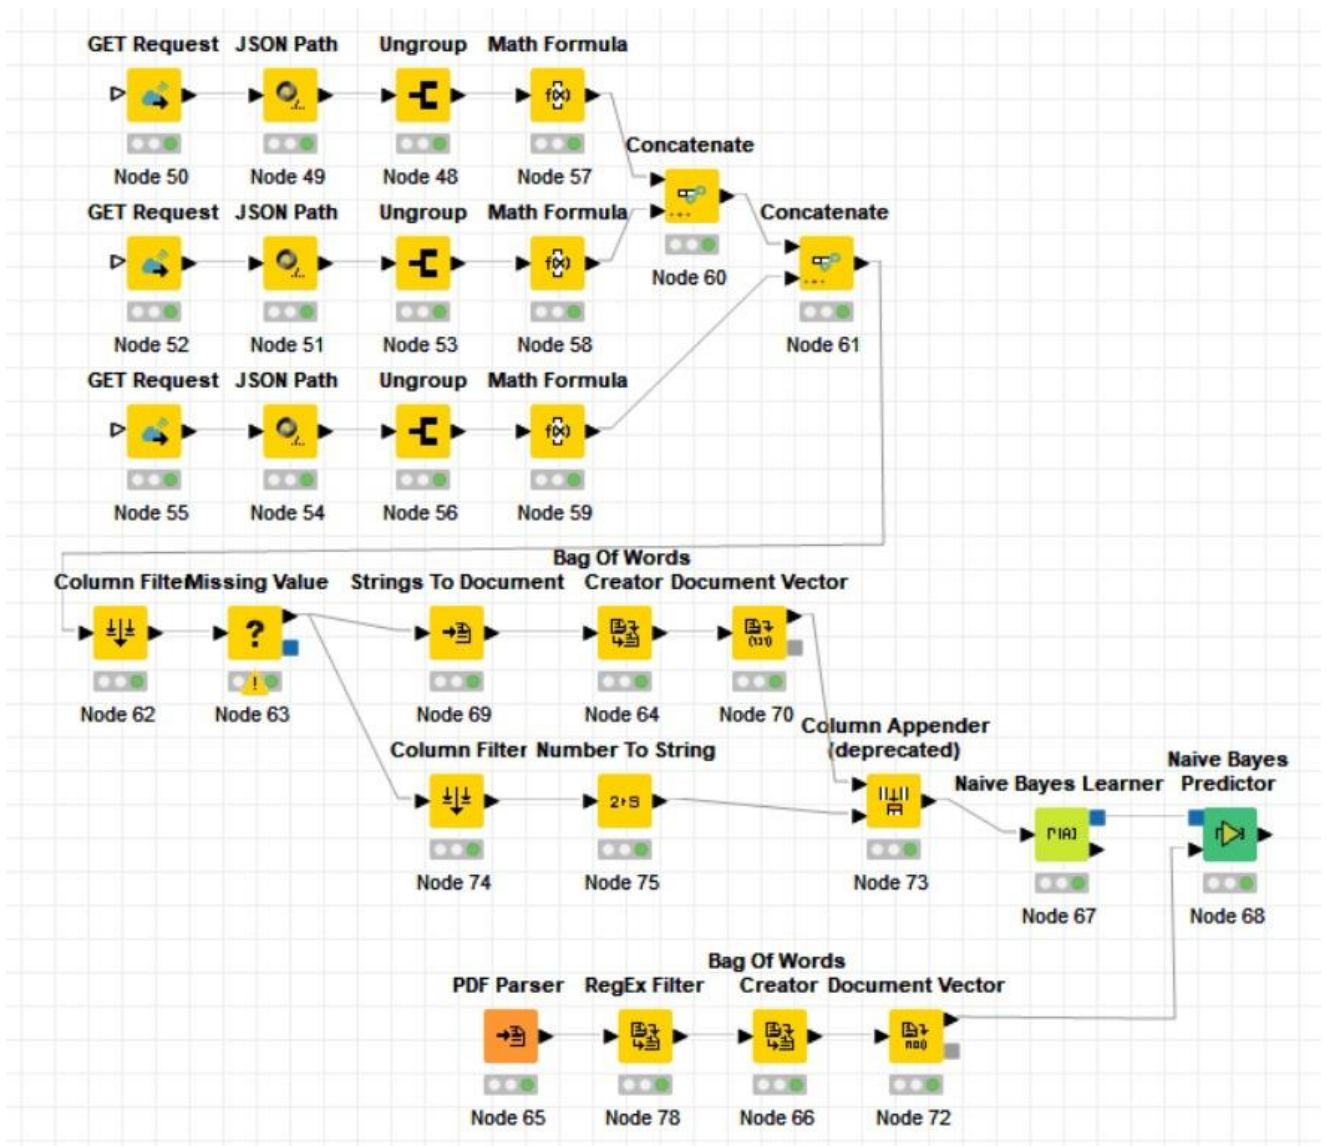 GET Request JSON Path Ungroup Math Formula
Node 50 Node 49 Node 48 Node 57
Concatenate
Node 60
GET Request JSON Path Ungroup Math Formula
Node 52 Node 51 Node 53 Node 58
Concatenate
Node 61
GET Request JSON Path Ungroup Math Formula
Node 55 Node 54 Node 56 Node 59
Column Filter Missing Value Strings To Document Bag Of Words
Creator Document Vector
?
!
Node 62 Node 63 Node 69 Node 64 Node 70
Column Filter Number To String Column Appender
(deprecated)
Node 74 Node 75 Node 73
Naive Bayes Learner Naive Bayes
Predictor
Node 67 Node 68
PDF Parser RegEx Filter Bag Of Words
Creator Document Vector
Node 65 Node 78 Node 66 Node 72